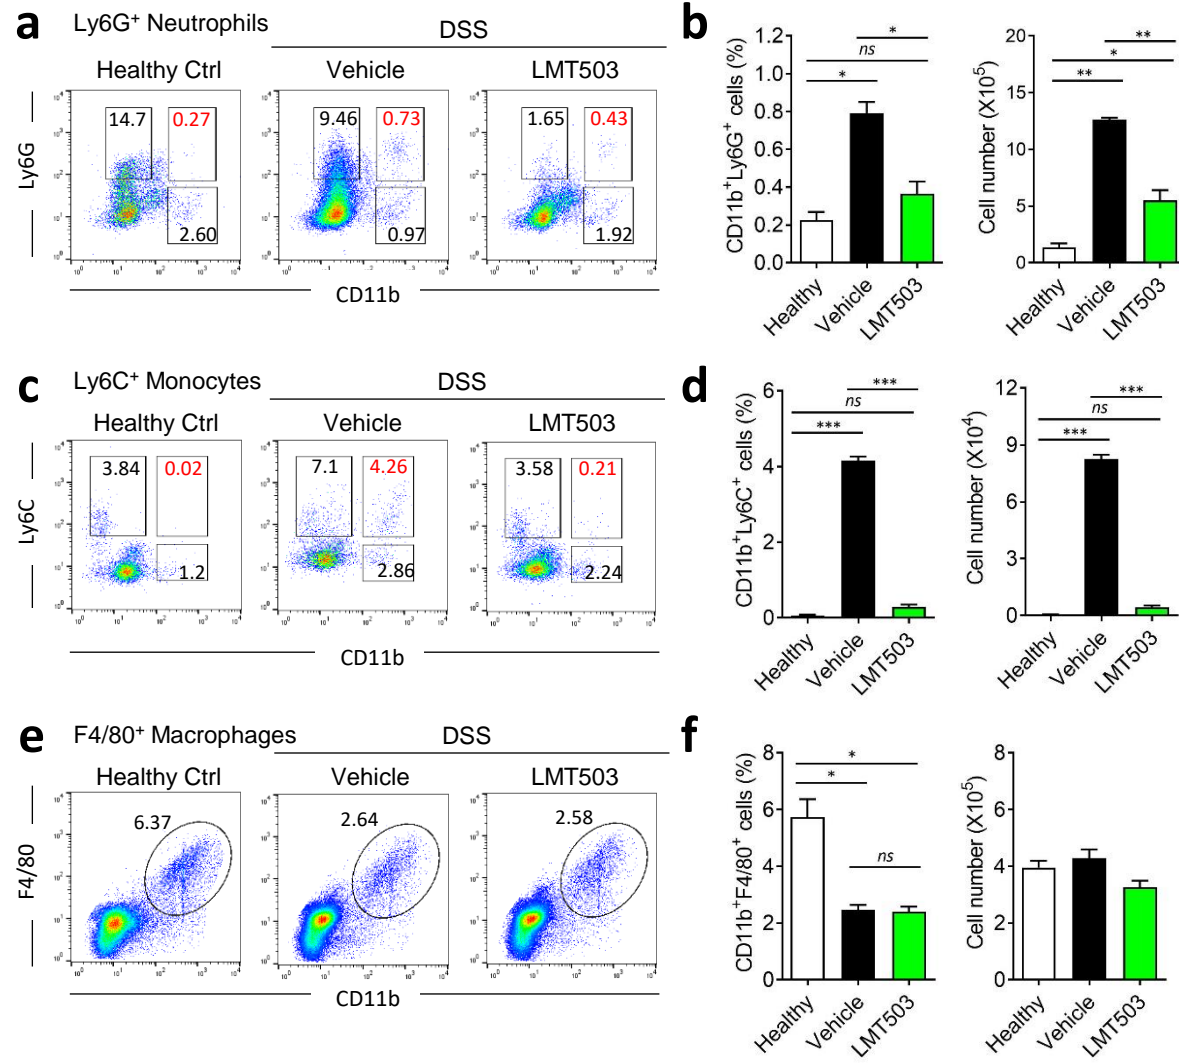 a Ly6G⁺ Neutrophils
DSS
Healthy Ctrl Vehicle LMT503
Ly6G
14.7 0.27 2.60
9.46 0.73 0.97
1.65 0.43 1.92
CD11b
b
CD11b⁺Ly6G⁺ cells (%)
1.2
1.0
0.8
0.6
0.4
0.2
0.0
*
ns
*
Healthy Vehicle LMT503
Cell number (X10⁵)
20
15
10
5
0
**
*
**
Healthy Vehicle LMT503
c Ly6C⁺ Monocytes
DSS
Healthy Ctrl Vehicle LMT503
Ly6C
3.84 0.02 1.2
7.1 4.26 2.86
3.58 0.21 2.24
CD11b
d
CD11b⁺Ly6C⁺ cells (%)
6
4
2
0
***
ns
***
Healthy Vehicle LMT503
Cell number (X10⁴)
12
9
6
3
0
***
ns
***
Healthy Vehicle LMT503
e F4/80⁺ Macrophages
DSS
Healthy Ctrl Vehicle LMT503
F4/80
6.37 2.64 2.58
CD11b
f
CD11b⁺F4/80⁺ cells (%)
8
6
4
2
0
*
*
ns
Healthy Vehicle LMT503
Cell number (X10⁵)
8
6
4
2
0
Healthy Vehicle LMT503